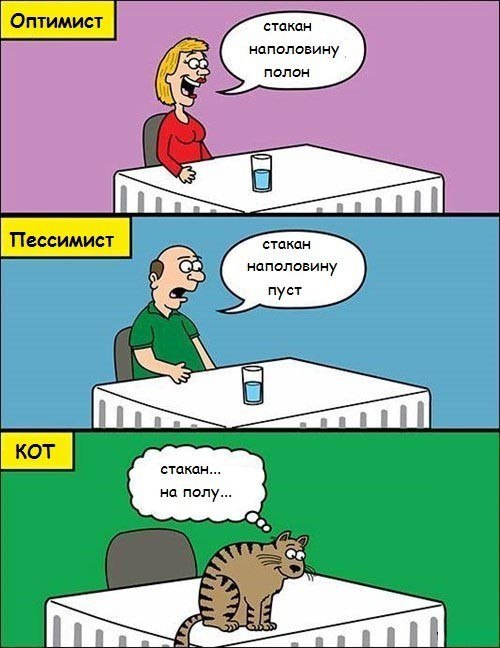 Оптимист
стакан
наполовину
полон
Пессимист
стакан
наполовину
пуст
КОТ
стакан...
на полу...